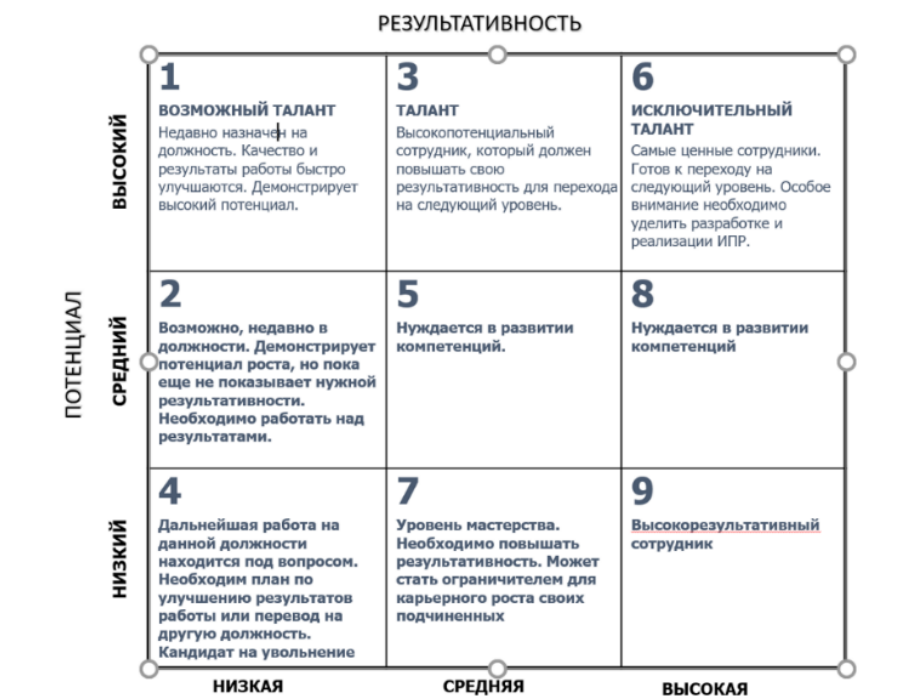 РЕЗУЛЬТАТИВНОСТЬ
ПОТЕНЦИАЛ
ВЫСОКИЙ
1
ВОЗМОЖНЫЙ ТАЛАНТ
Недавно назначен на
должность. Качество и
результаты работы быстро
улучшаются. Демонстрирует
высокий потенциал.
3
ТАЛАНТ
Высокопотенциальный
сотрудник, который должен
повышать свою
результативность для перехода
на следующий уровень.
6
ИСКЛЮЧИТЕЛЬНЫЙ
ТАЛАНТ
Самые ценные сотрудники.
Готов к переходу на
следующий уровень. Особое
внимание необходимо
уделить разработке и
реализации ИПР.
СРЕДНИЙ
2
Возможно, недавно в
должности. Демонстрирует
потенциал роста, но пока
еще не показывает нужной
результативности.
Необходимо работать над
результатами.
5
Нуждается в развитии
компетенций.
8
Нуждается в развитии
компетенций
НИЗКИЙ
4
Дальнейшая работа на
данной должности
находится под вопросом.
Необходим план по
улучшению результатов
работы или перевод на
другую должность.
Кандидат на увольнение
7
Уровень мастерства.
Необходимо повышать
результативность. Может
стать ограничителем для
карьерного роста своих
подчиненных
9
Высокорезультативный
сотрудник
НИЗКАЯ
СРЕДНЯЯ
ВЫСОКАЯ